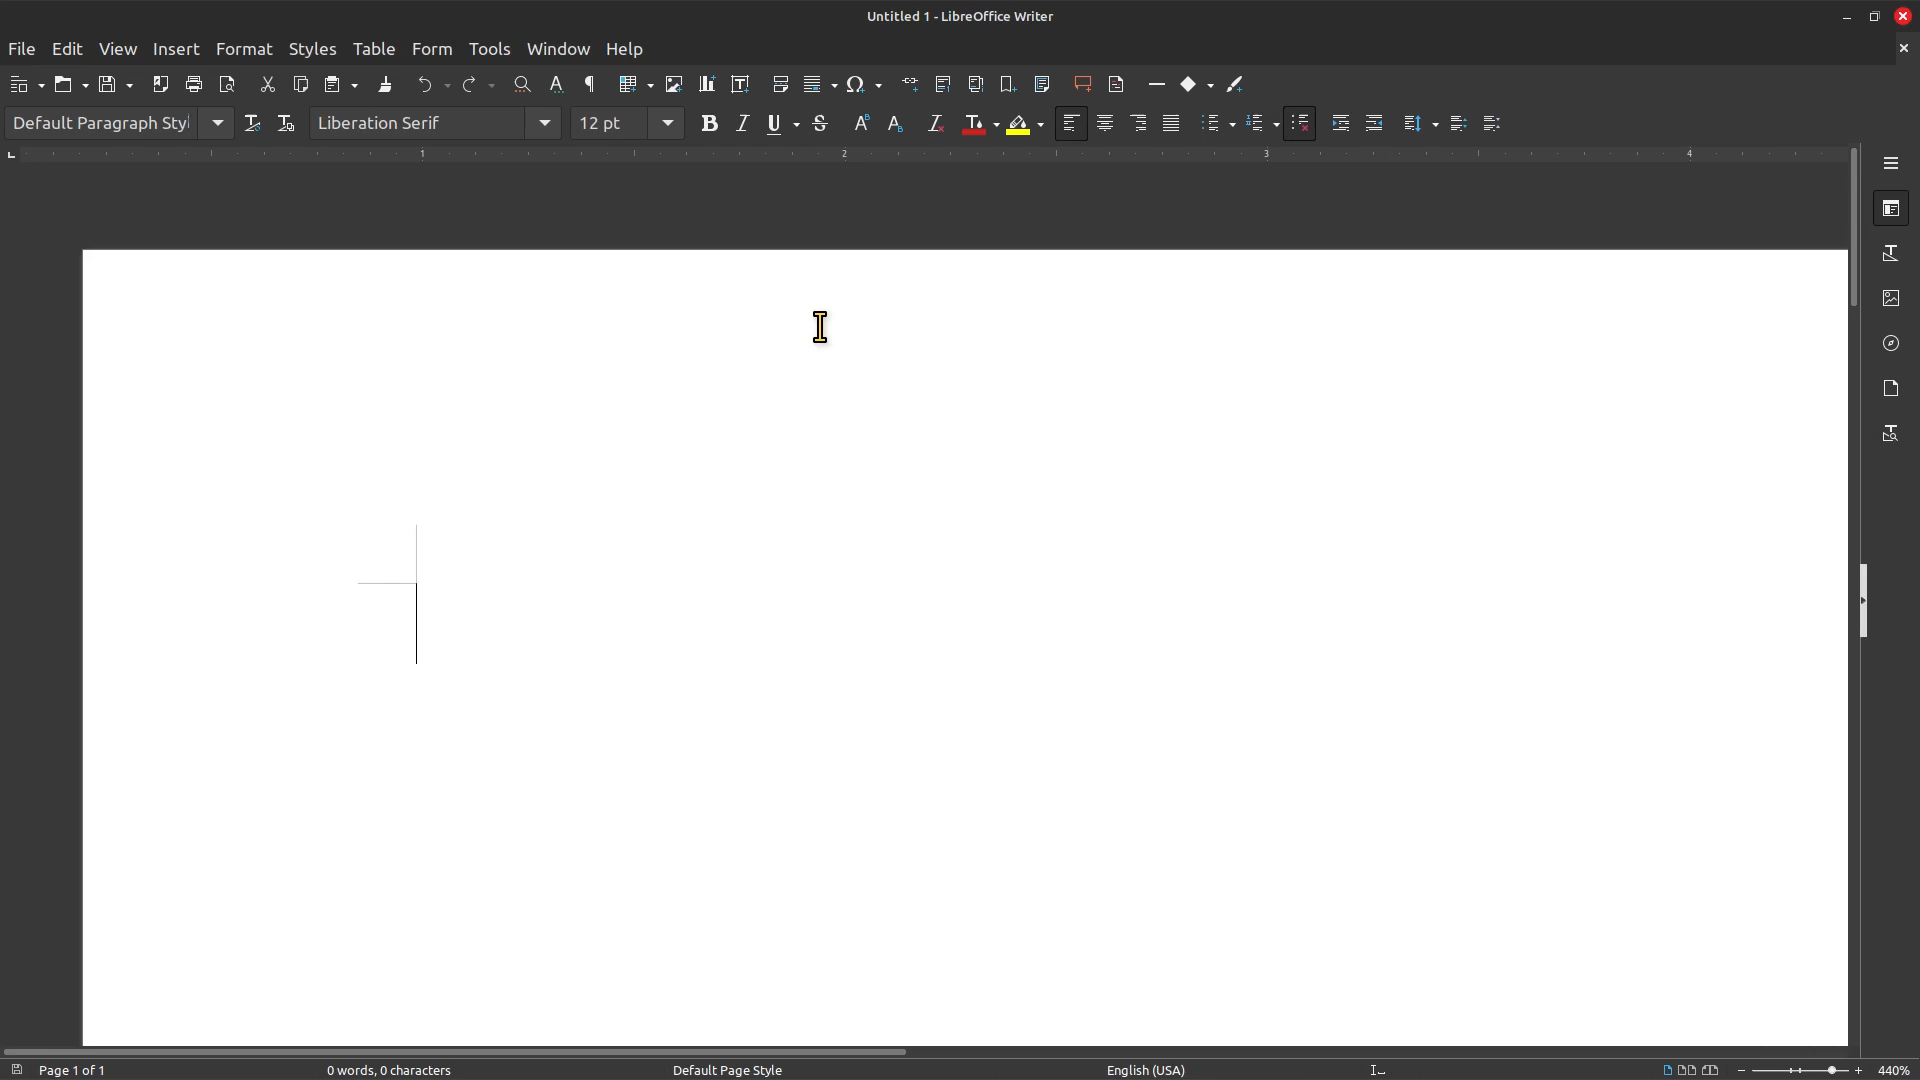 Untitled 1 - LibreOffice Writer
File Edit View Insert Format Styles Table Form Tools Window Help
Default Paragraph Styl Liberation Serif 12 pt
1 2 3 4
Page 1 of 1 0 words, 0 characters Default Page Style English (USA) 440%